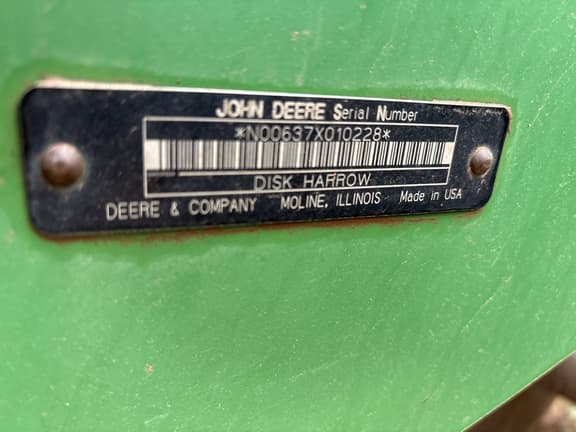 JOHN DEERE Serial Number
*N00637X010228*
DISK HARROW
DEERE & COMPANY MOLINE, ILLINOIS Made in USA